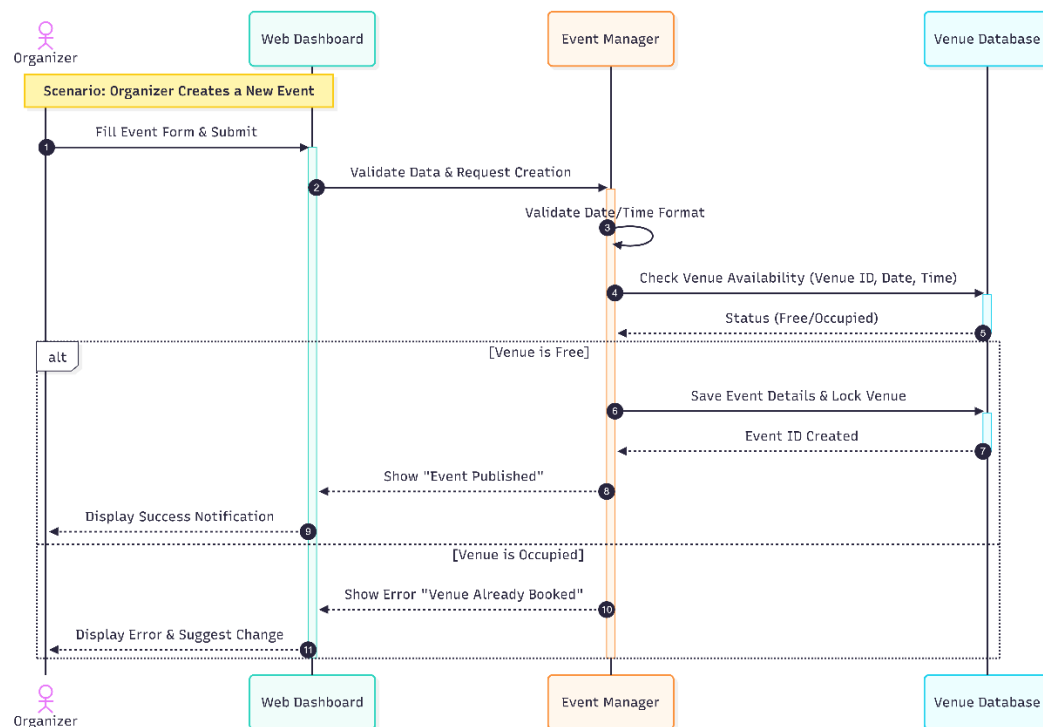 Web Dashboard
Event Manager
Venue Database
Organizer
Scenario: Organizer Creates a New Event
Fill Event Form & Submit
1
Validate Data & Request Creation
2
Validate Date/Time Format
3
Check Venue Availability (Venue ID, Date, Time)
4
Status (Free/Occupied)
5
alt
[Venue is Free]
Save Event Details & Lock Venue
6
Event ID Created
7
Show "Event Published"
8
Display Success Notification
9
[Venue is Occupied]
Show Error "Venue Already Booked"
10
Display Error & Suggest Change
11
Web Dashboard
Event Manager
Venue Database
Organizer